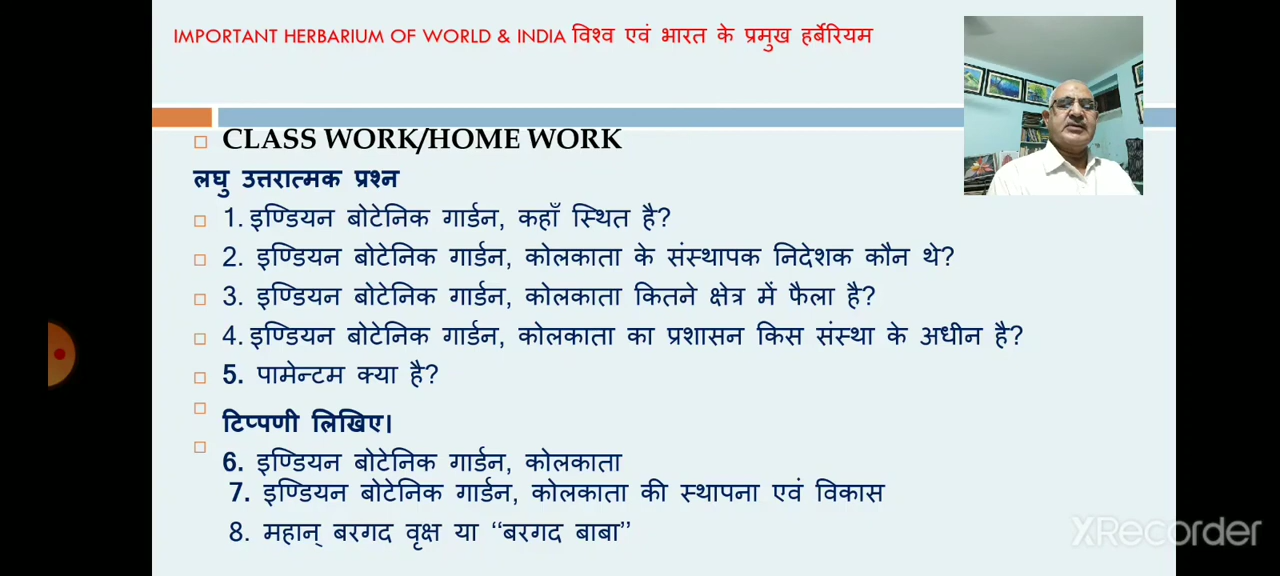 IMPORTANT HERBARIUM OF WORLD & INDIA विश्व एवं भारत के प्रमुख हर्बेरियम
CLASS WORK/HOME WORK
लघु उत्तरात्मक प्रश्न
1. इण्डियन बोटेनिक गार्डन, कहाँ स्थित है?
2. इण्डियन बोटेनिक गार्डन, कोलकाता के संस्थापक निदेशक कौन थे?
3. इण्डियन बोटेनिक गार्डन, कोलकाता कितने क्षेत्र में फैला है?
4. इण्डियन बोटेनिक गार्डन, कोलकाता का प्रशासन किस संस्था के अधीन है?
5. पामेन्टम क्या है?
टिप्पणी लिखिए।
6. इण्डियन बोटेनिक गार्डन, कोलकाता
7. इण्डियन बोटेनिक गार्डन, कोलकाता की स्थापना एवं विकास
8. महान् बरगद वृक्ष या ‘‘बरगद बाबा’’
XRecorder